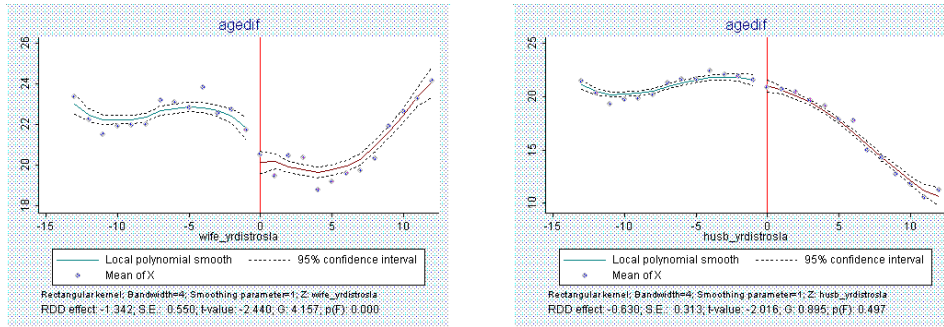 agedif
26
24
22
20
18
-15
-10
-5
0
5
10
wife_yrdistrosla
Local polynomial smooth
95% confidence interval
Mean of X
Rectangular kernel; Bandwidth=4; Smoothing parameter=1; Z: wife_yrdistrosla
RDD effect: -1.342; S.E.: 0.550; t-value: -2.440; G: 4.157; p(F): 0.000
agedif
25
20
15
10
-15
-10
-5
0
5
10
husb_yrdistrosla
Local polynomial smooth
95% confidence interval
Mean of X
Rectangular kernel; Bandwidth=4; Smoothing parameter=1; Z: husb_yrdistrosla
RDD effect: -0.630; S.E.: 0.313; t-value: -2.016; G: 0.895; p(F): 0.497